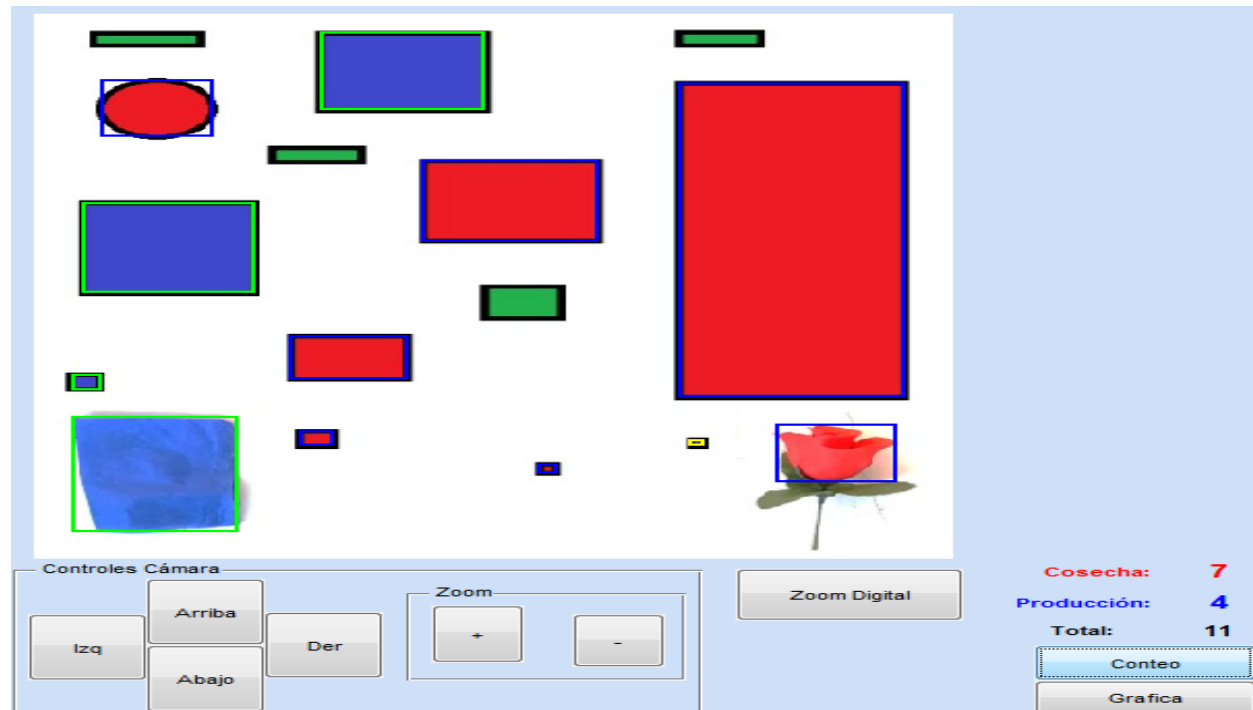 Controles Cámara
Izq
Arriba
Abajo
Der
Zoom
+
-
Zoom Digital
Cosecha: 7
Producción: 4
Total: 11
Conteo
Grafica